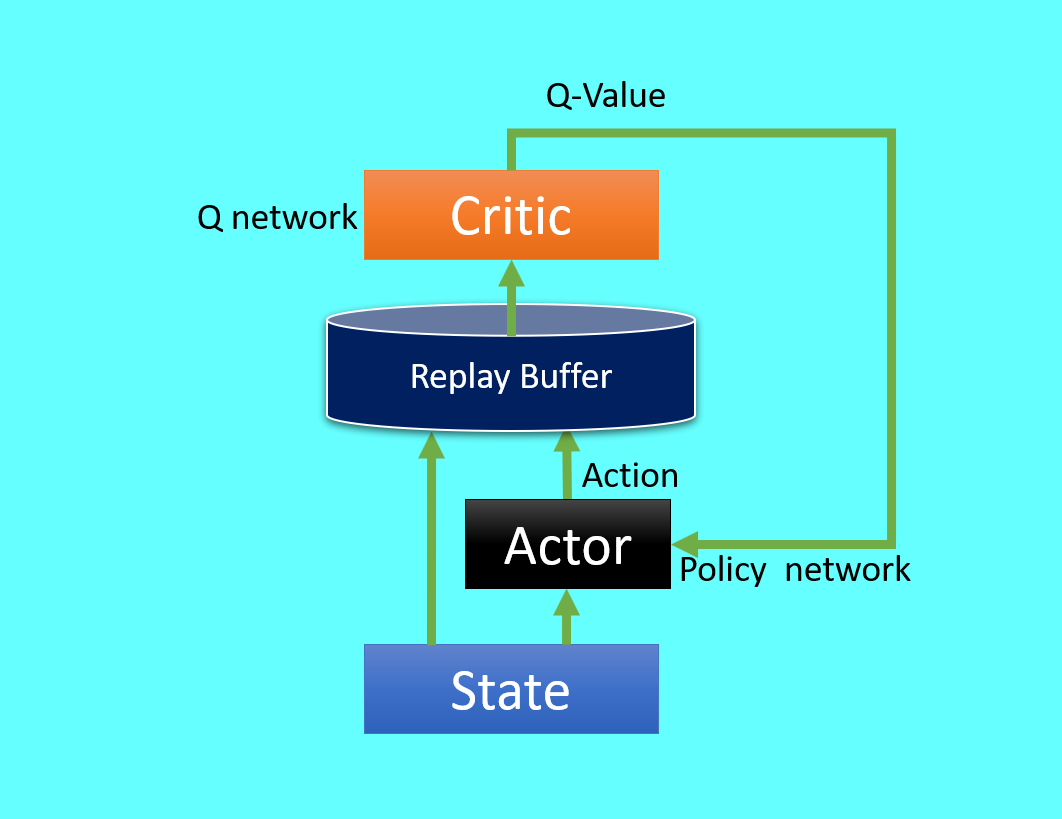 Q-Value
Q network
Critic
Replay Buffer
Action
Actor
Policy network
State